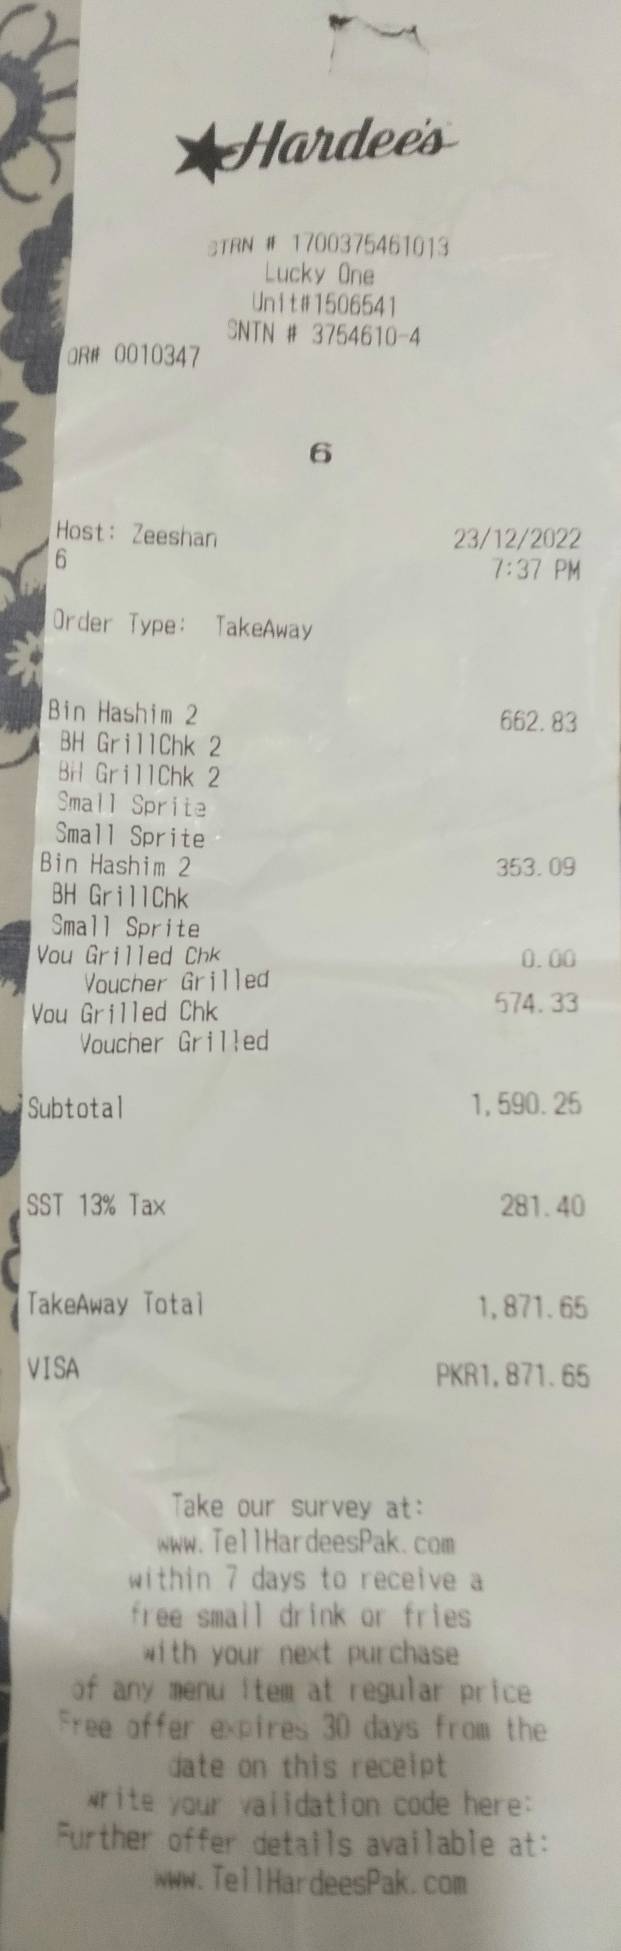 Hardee's
STRN # 1700375461013
Lucky One
Unit#1506541
SNTN # 3754610-4
OR# 0010347
6
Host: Zeeshan 23/12/2022
6 7:37 PM
Order Type: TakeAway
Bin Hashim 2 662.83
BH GrillChk 2
BH GrillChk 2
Small Sprite
Small Sprite
Bin Hashim 2 353.09
BH GrillChk
Small Sprite
Vou Grilled Chk 0.00
Voucher Grilled
Vou Grilled Chk 574.33
Voucher Grilled
Subtotal 1,590.25
SST 13% Tax 281.40
TakeAway Total 1,871.65
VISA PKR1,871.65
Take our survey at:
www.TellHardeesPak.com
within 7 days to receive a
free small drink or fries
with your next purchase
of any menu item at regular price
Free offer expires 30 days from the
date on this receipt
write your validation code here:
Further offer details available at:
www.TellHardeesPak.com